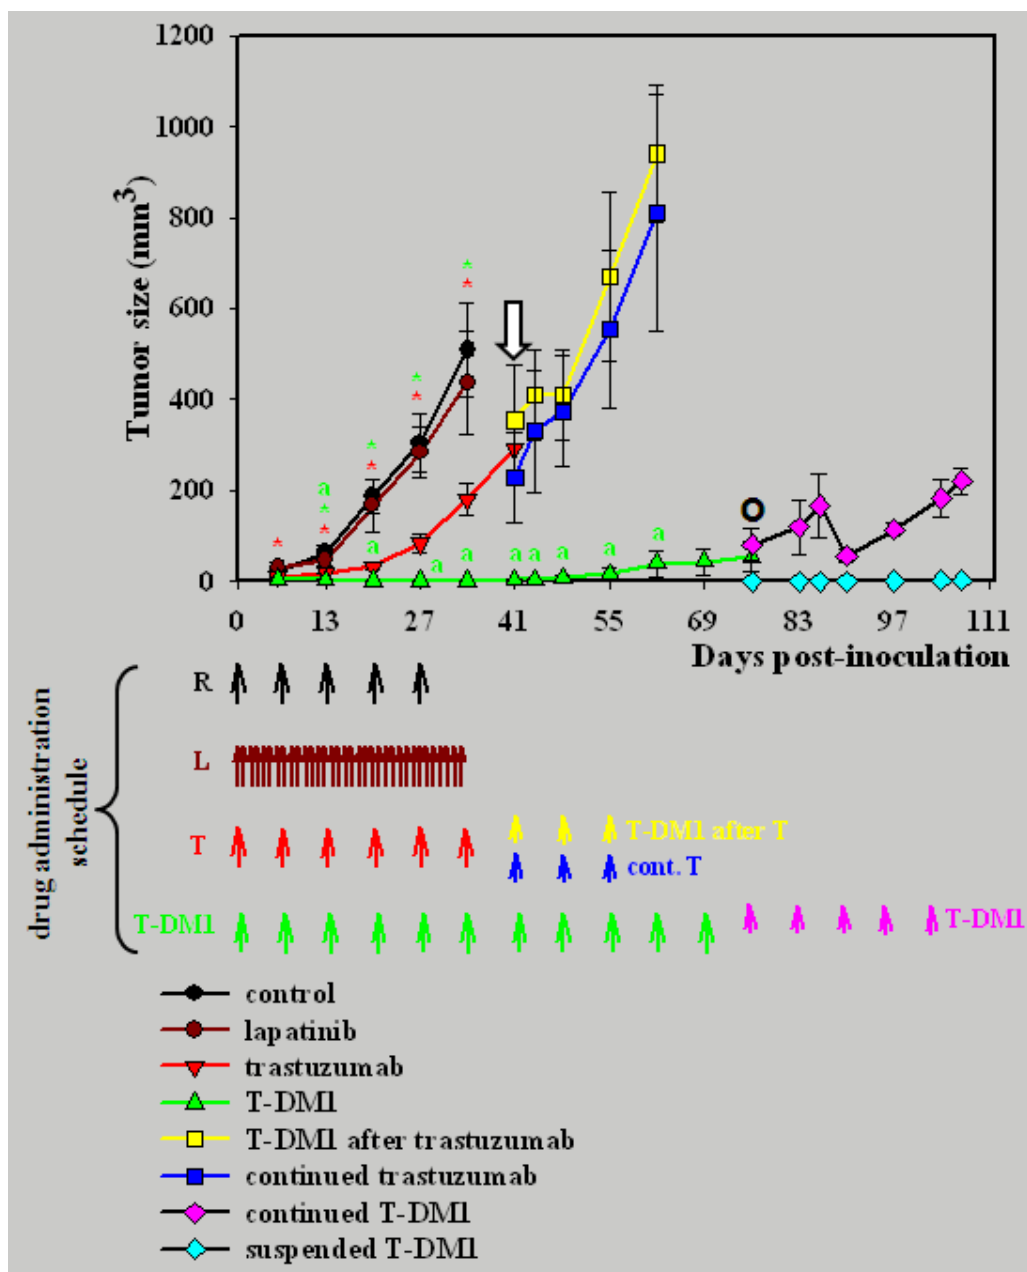 1200
1000
800
600
400
200
0
Tumor size (mm3)
*
*
*
*
*
*
*
a
*
*
a
a
a
a
a
a
a
a
O
0 13 27 41 55 69 83 97 111
Days post-inoculation
drug administration
schedule
R
L
T
T-DM1 after T
cont. T
T-DM1
T-DM1
control
lapatinib
trastuzumab
T-DM1
T-DM1 after trastuzumab
continued trastuzumab
continued T-DM1
suspended T-DM1